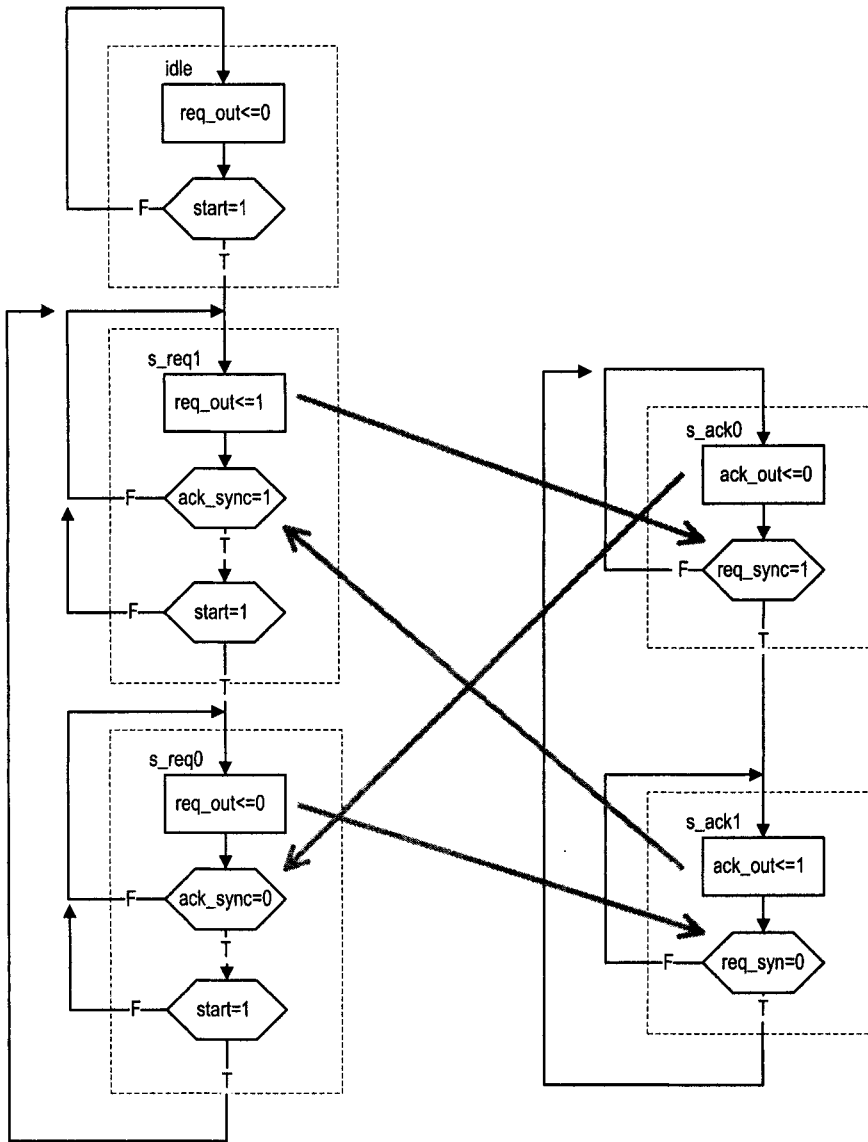 idle
req_out<=0
start=1
F
T
s_req1
req_out<=1
ack_sync=1
F
T
start=1
F
T
s_req0
req_out<=0
ack_sync=0
F
T
start=1
F
T
s_ack0
ack_out<=0
req_sync=1
F
T
s_ack1
ack_out<=1
req_syn=0
F
T